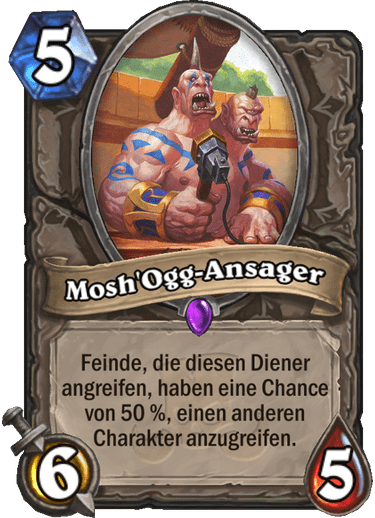 5
Mosh'Ogg-Ansager
Feinde, die diesen Diener
angreifen, haben eine Chance
von 50 %, einen anderen
Charakter anzugreifen.
6
5